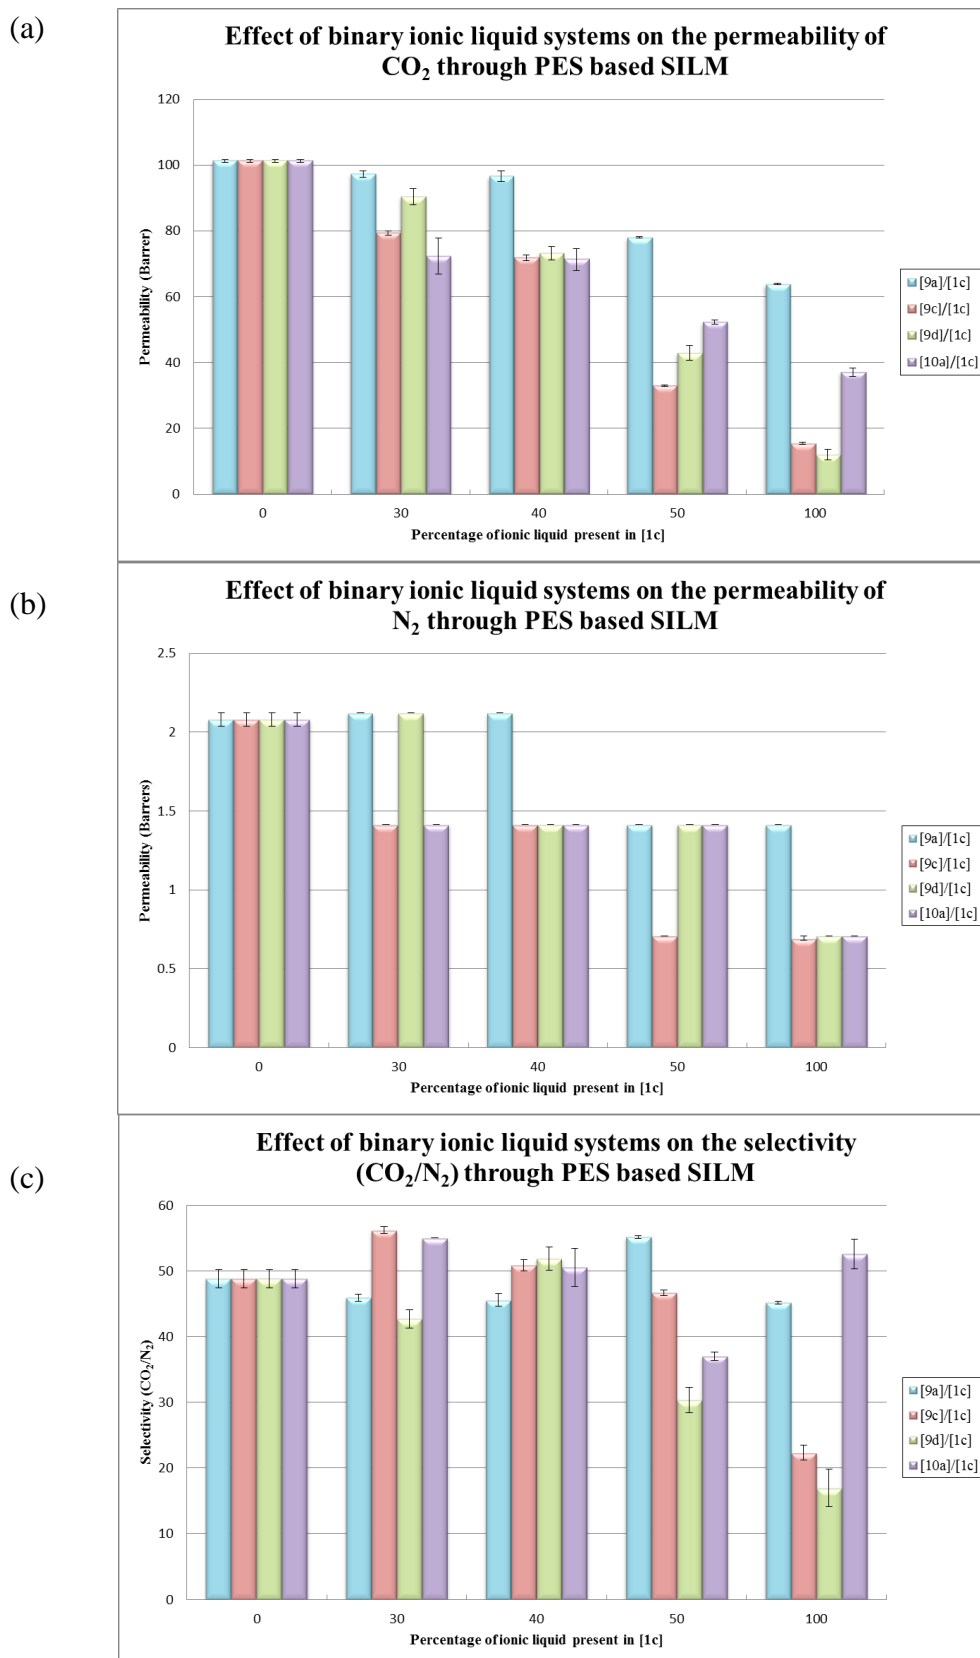 (a)
Effect of binary ionic liquid systems on the permeability of
CO₂ through PES based SILM
120
100
80
60
40
20
0
Permeability (Barrer)
0 30 40 50 100
Percentage of ionic liquid present in [1c]
[9a]/[1c]
[9c]/[1c]
[9d]/[1c]
[10a]/[1c]
(b)
Effect of binary ionic liquid systems on the permeability of
N₂ through PES based SILM
2.5
2
1.5
1
0.5
0
Permeability (Barrers)
0 30 40 50 100
Percentage of ionic liquid present in [1c]
[9a]/[1c]
[9c]/[1c]
[9d]/[1c]
[10a]/[1c]
(c)
Effect of binary ionic liquid systems on the selectivity
(CO₂/N₂) through PES based SILM
60
50
40
30
20
10
0
Selectivity (CO₂/N₂)
0 30 40 50 100
Percentage of ionic liquid present in [1c]
[9a]/[1c]
[9c]/[1c]
[9d]/[1c]
[10a]/[1c]